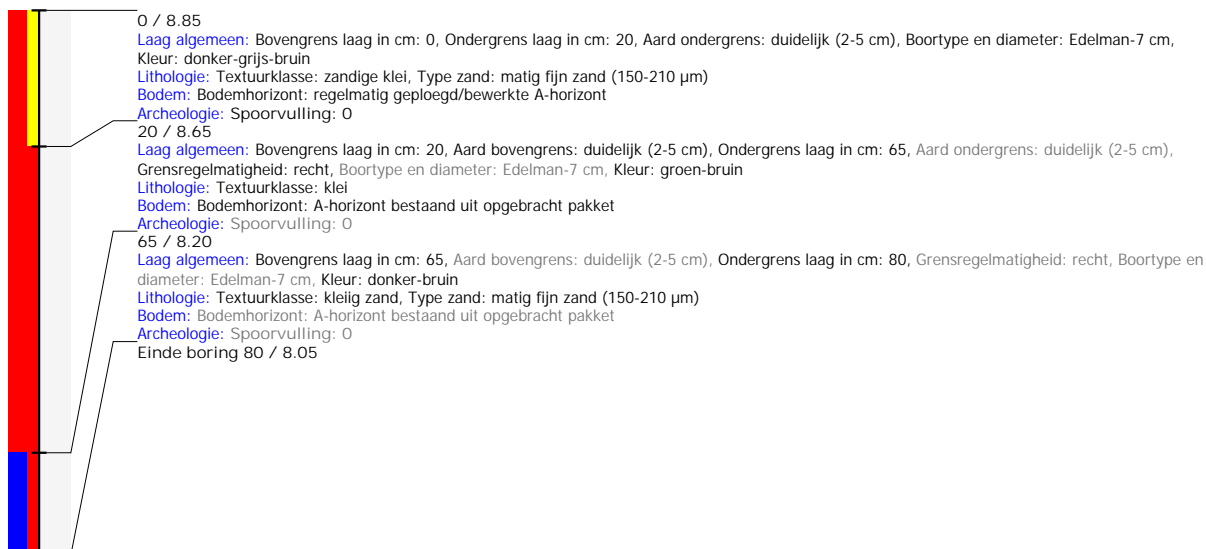 0 / 8.85
Laag algemeen: Bovengrens laag in cm: 0, Ondergrens laag in cm: 20, Aard ondergrens: duidelijk (2-5 cm), Boortype en diameter: Edelman-7 cm,
Kleur: donker-grijs-bruin
Lithologie: Textuurklasse: zandige klei, Type zand: matig fijn zand (150-210 µm)
Bodem: Bodemhorizont: regelmatig geploegd/bewerkte A-horizont
Archeologie: Spoorvulling: 0
20 / 8.65
Laag algemeen: Bovengrens laag in cm: 20, Aard bovengrens: duidelijk (2-5 cm), Ondergrens laag in cm: 65, Aard ondergrens: duidelijk (2-5 cm),
Grensregelmatigheid: recht, Boortype en diameter: Edelman-7 cm, Kleur: groen-bruin
Lithologie: Textuurklasse: klei
Bodem: Bodemhorizont: A-horizont bestaand uit opgebracht pakket
Archeologie: Spoorvulling: 0
65 / 8.20
Laag algemeen: Bovengrens laag in cm: 65, Aard bovengrens: duidelijk (2-5 cm), Ondergrens laag in cm: 80, Grensregelmatigheid: recht, Boortype en
diameter: Edelman-7 cm, Kleur: donker-bruin
Lithologie: Textuurklasse: kleiig zand, Type zand: matig fijn zand (150-210 µm)
Bodem: Bodemhorizont: A-horizont bestaand uit opgebracht pakket
Archeologie: Spoorvulling: 0
Einde boring 80 / 8.05